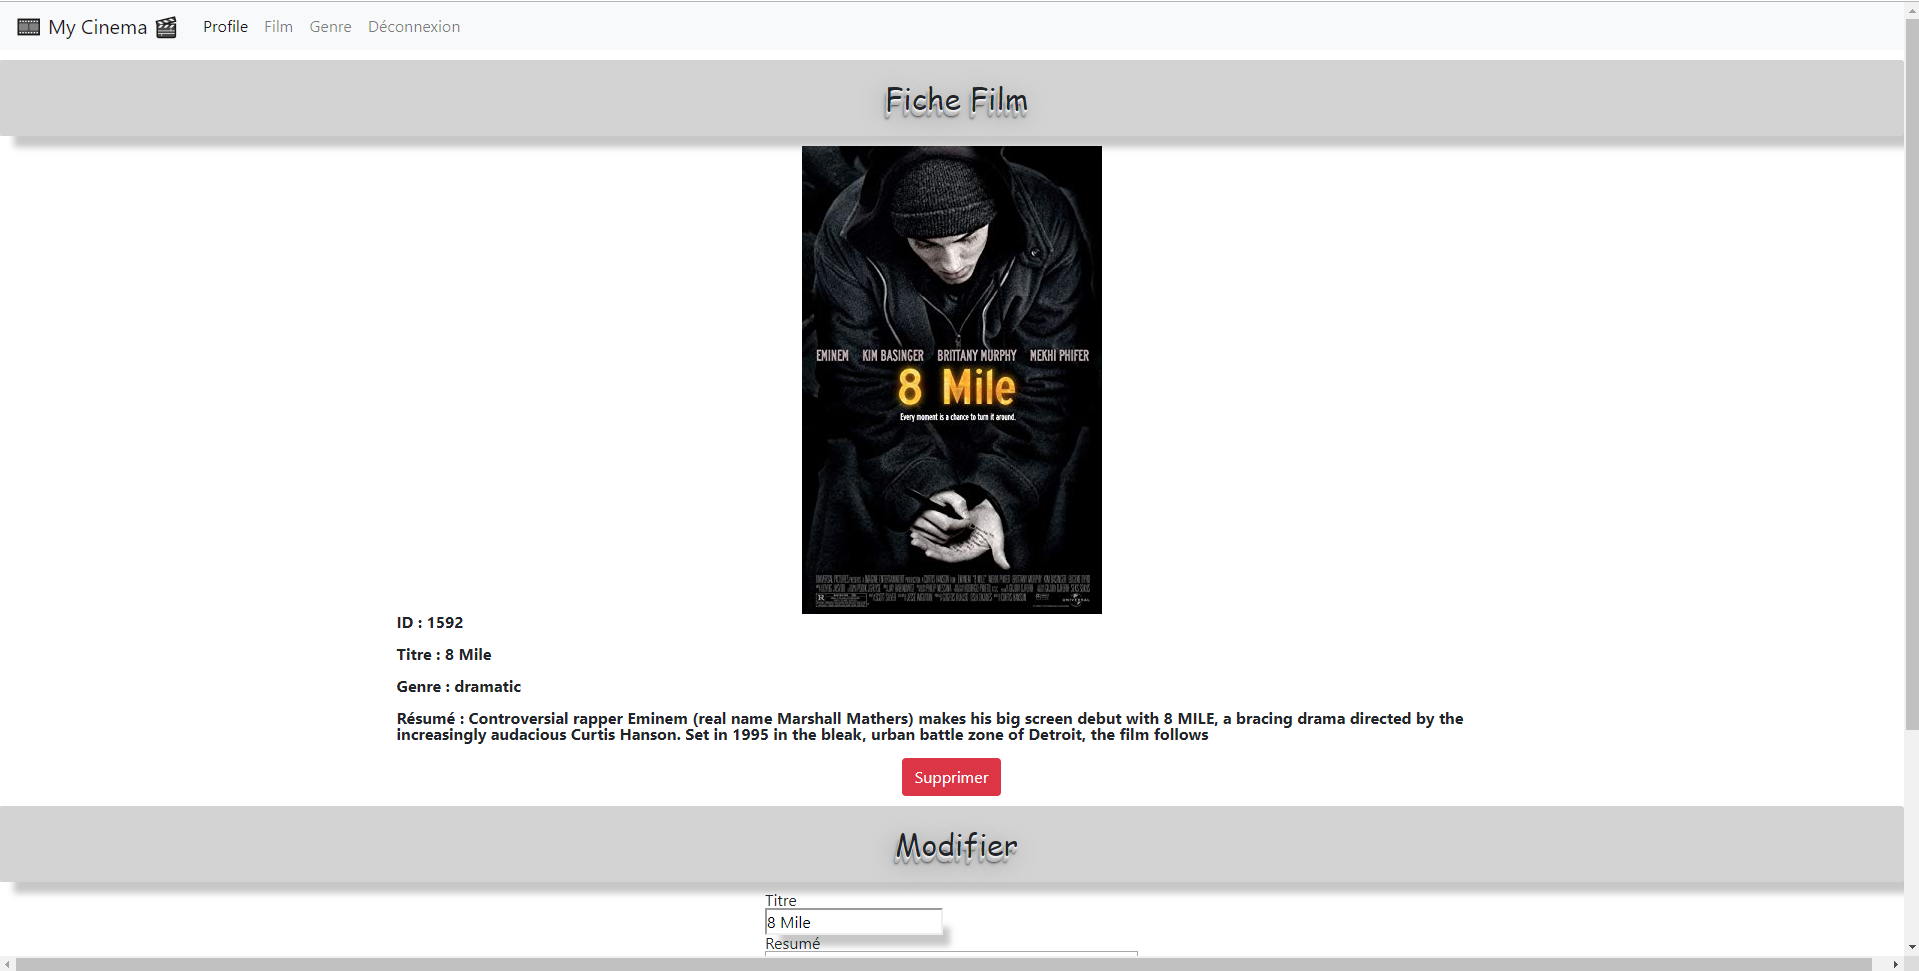 My Cinema Profile Film Genre Déconnexion
Fiche Film
EMINEM KIM BASINGER BRITTANY MURPHY MEKHI PHIFER
8 Mile
Every moment is a chance to turn it around.
UNIVERSAL
ID : 1592
Titre : 8 Mile
Genre : dramatic
Résumé : Controversial rapper Eminem (real name Marshall Mathers) makes his big screen debut with 8 MILE, a bracing drama directed by the
increasingly audacious Curtis Hanson. Set in 1995 in the bleak, urban battle zone of Detroit, the film follows
Supprimer
Modifier
Titre
8 Mile
Resumé